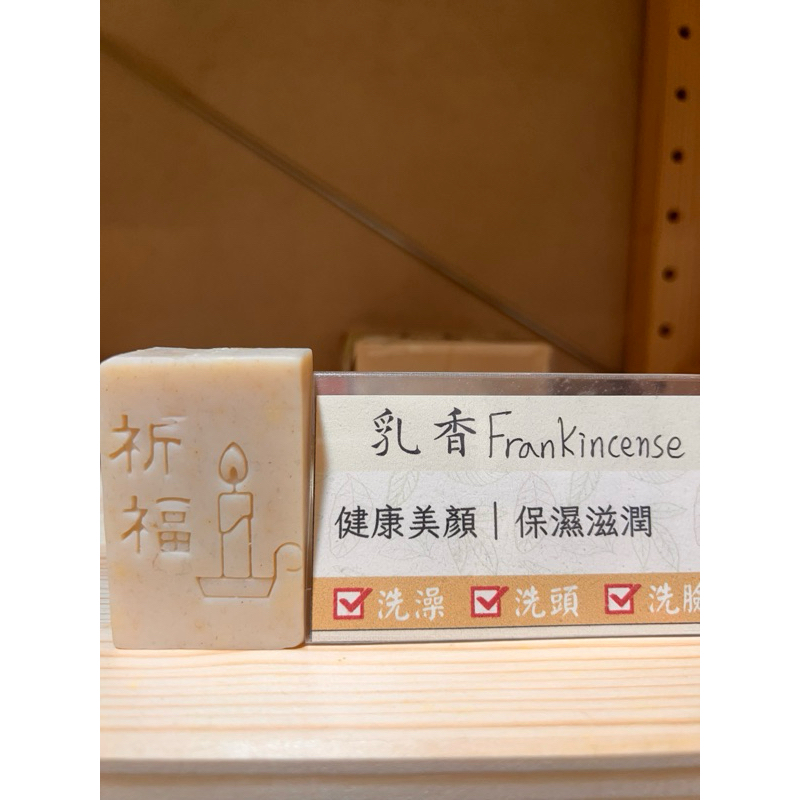 祈
福
乳香Frankincense
健康美顏｜保濕滋潤
洗澡 洗頭 洗臉